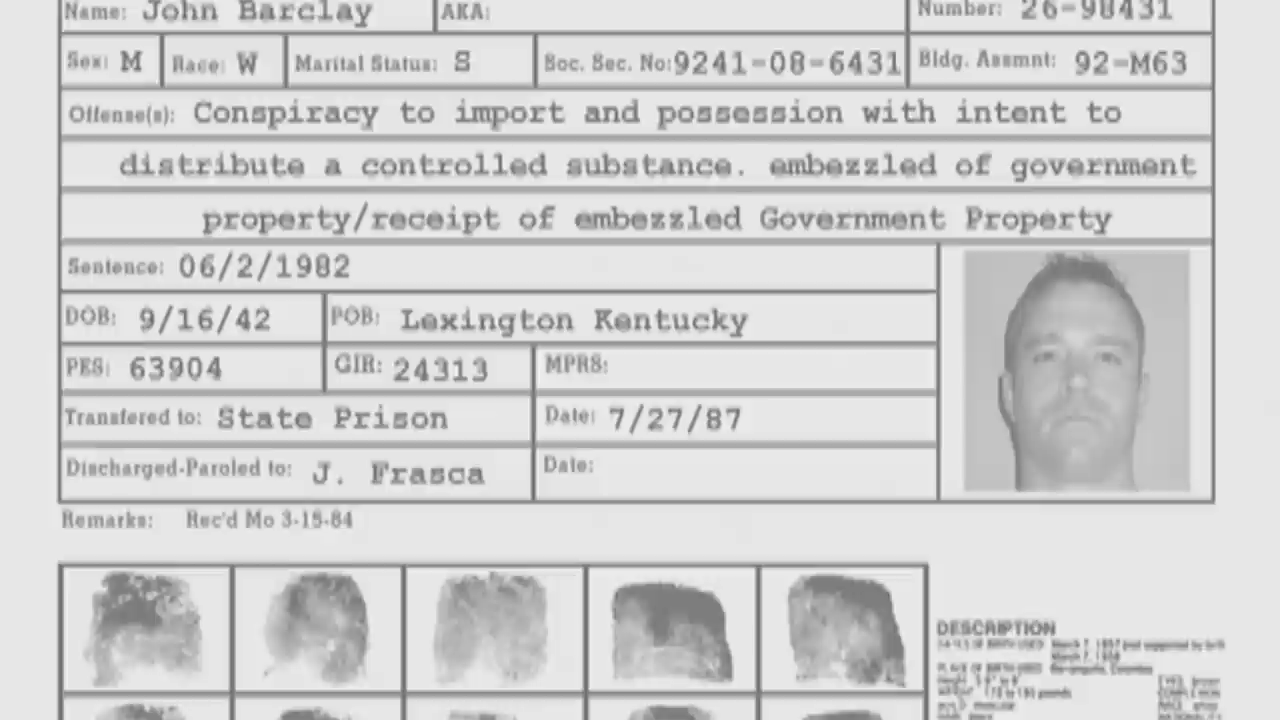 Name: John Barclay AKA: Number: 26-98431
Sex: M Race: W Marital Status: S Soc. Sec. No: 9241-08-6431 Bldg. Assmnt: 92-M63
Offense(s): Conspiracy to import and possession with intent to
distribute a controlled substance. embezzled of government
property/receipt of embezzled Government Property
Sentence: 06/2/1982
DOB: 9/16/42 POB: Lexington Kentucky
PES: 63904 GIR: 24313 MPRS:
Transfered to: State Prison Date: 7/27/87
Discharged-Paroled to: J. Frasca Date:
Remarks: Rec'd Mo 3-15-84
DESCRIPTION